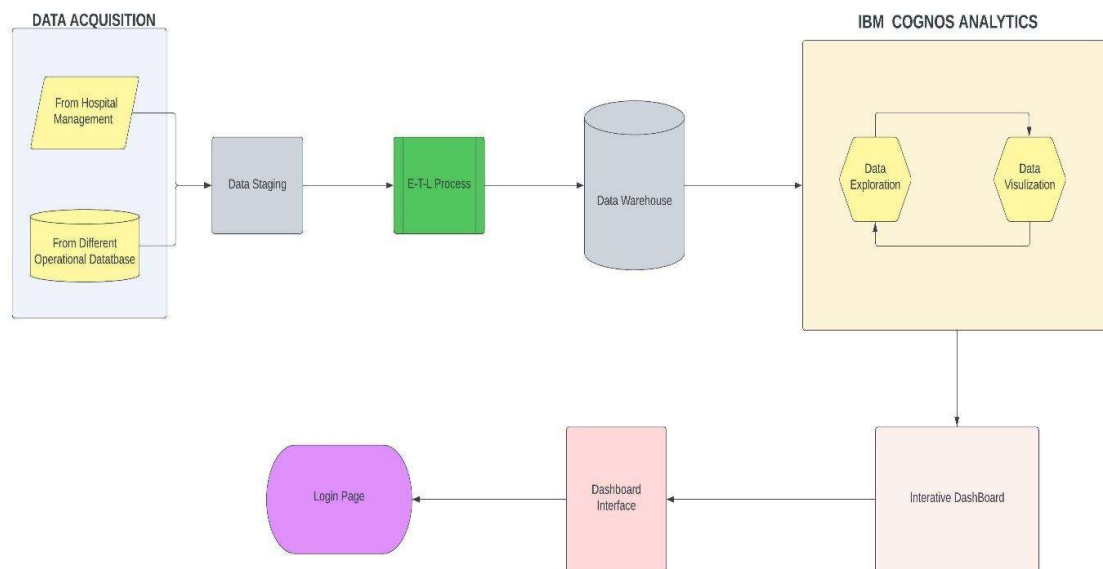 DATA ACQUISITION
IBM COGNOS ANALYTICS
From Hospital
Management
From Different
Operational Datatbase
Data Staging
E-T-L Process
Data Warehouse
Data
Exploration
Data
Visulization
Login Page
Dashboard
Interface
Interative DashBoard